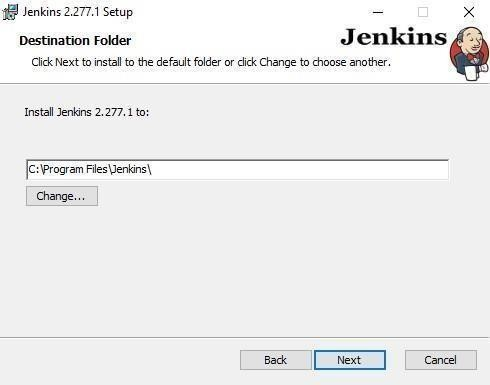 Jenkins 2.277.1 Setup
Destination Folder
Jenkins
Click Next to install to the default folder or click Change to choose another.
Install Jenkins 2.277.1 to:
C:\Program Files\Jenkins\
Change...
Back
Next
Cancel